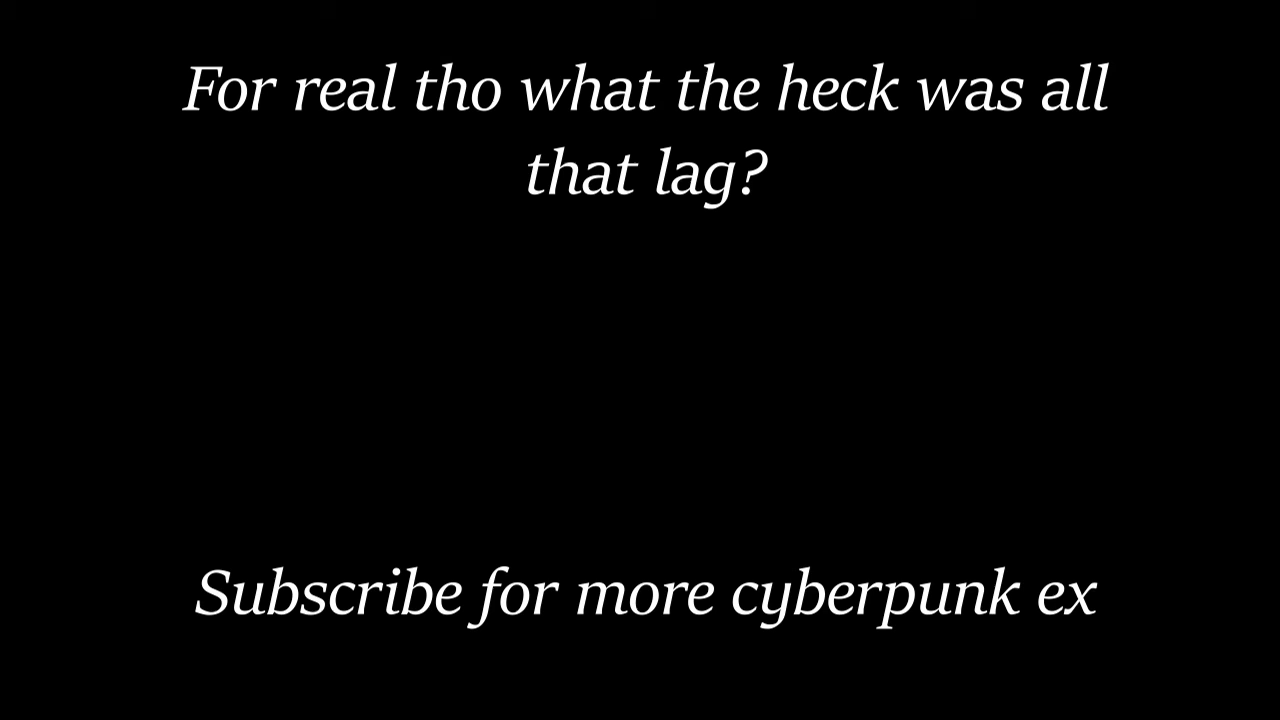 For real tho what the heck was all
that lag?
Subscribe for more cyberpunk ex